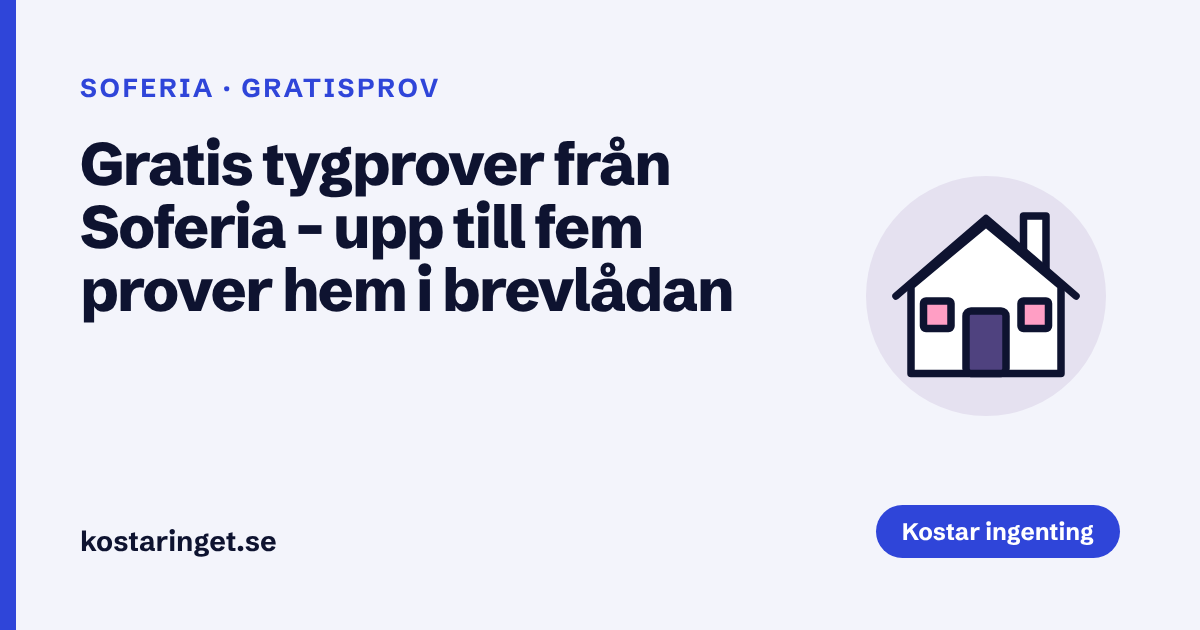 SOFERIA · GRATISPROV
Gratis tygprover från
Soferia – upp till fem
prover hem i brevlådan
kostaringet.se
Kostar ingenting